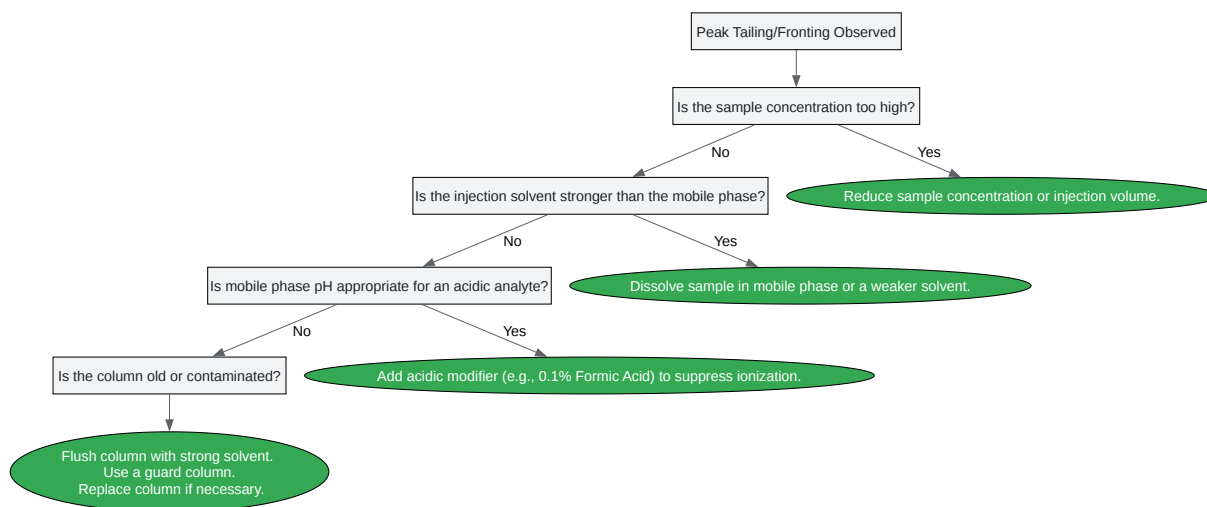 Peak Tailing/Fronting Observed
Is the sample concentration too high?
No
Yes
Is the injection solvent stronger than the mobile phase?
Reduce sample concentration or injection volume.
No
Yes
Is mobile phase pH appropriate for an acidic analyte?
Dissolve sample in mobile phase or a weaker solvent.
No
Yes
Is the column old or contaminated?
Add acidic modifier (e.g., 0.1% Formic Acid) to suppress ionization.
Flush column with strong solvent.
Use a guard column.
Replace column if necessary.